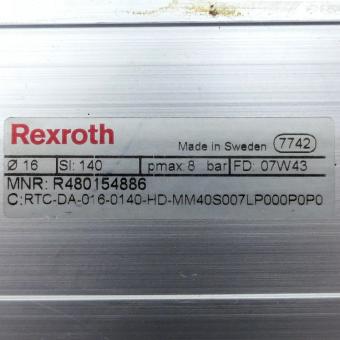 Rexroth Made in Sweden 7742
Ø 16 SI: 140 pmax 8 bar FD: 07W43
MNR: R480154886
C:RTC-DA-016-0140-HD-MM40S007LP000P0P0